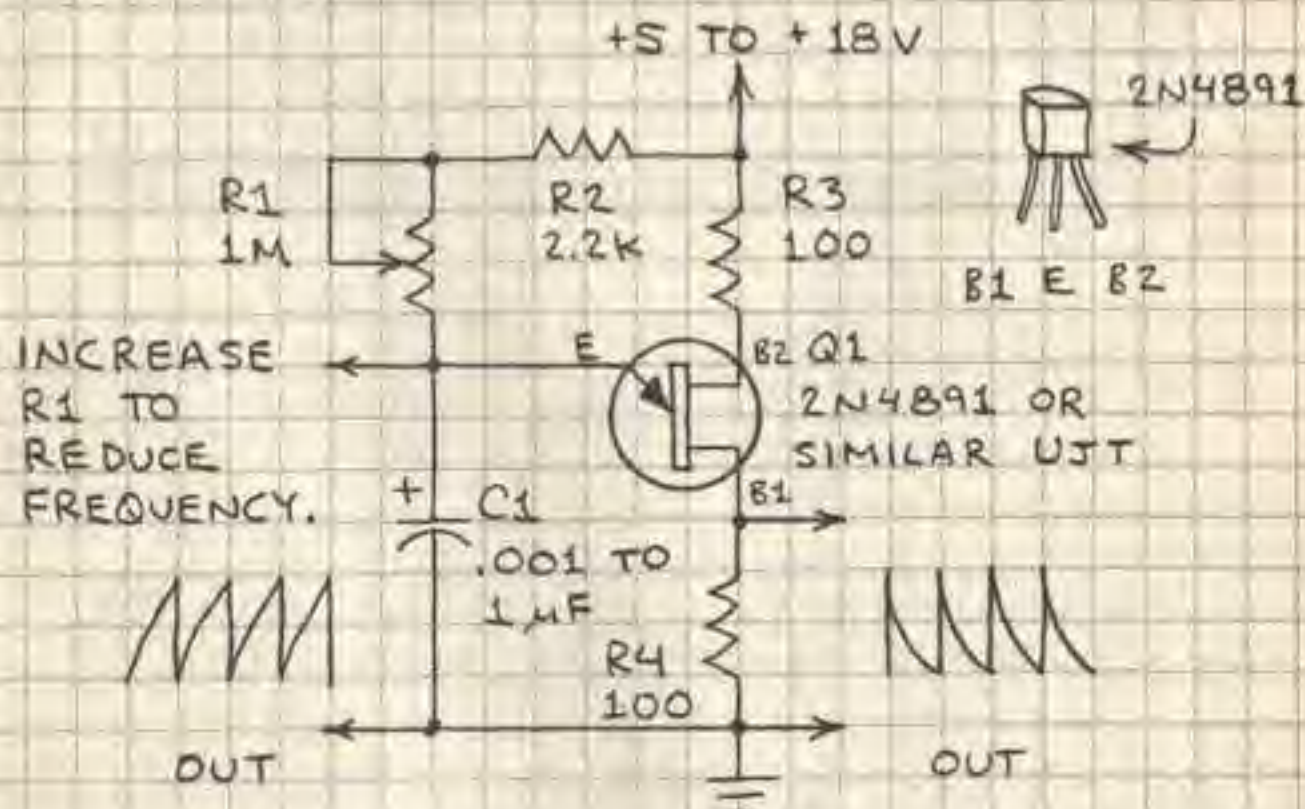 +5 TO +18V
2N4891
R1
1M
R2
2.2K
R3
100
B1 E B2
INCREASE
R1 TO
REDUCE
FREQUENCY.
E
B2 Q1
2N4891 OR
SIMILAR UJT
B1
+ C1
.001 TO
1µF
R4
100
OUT
OUT